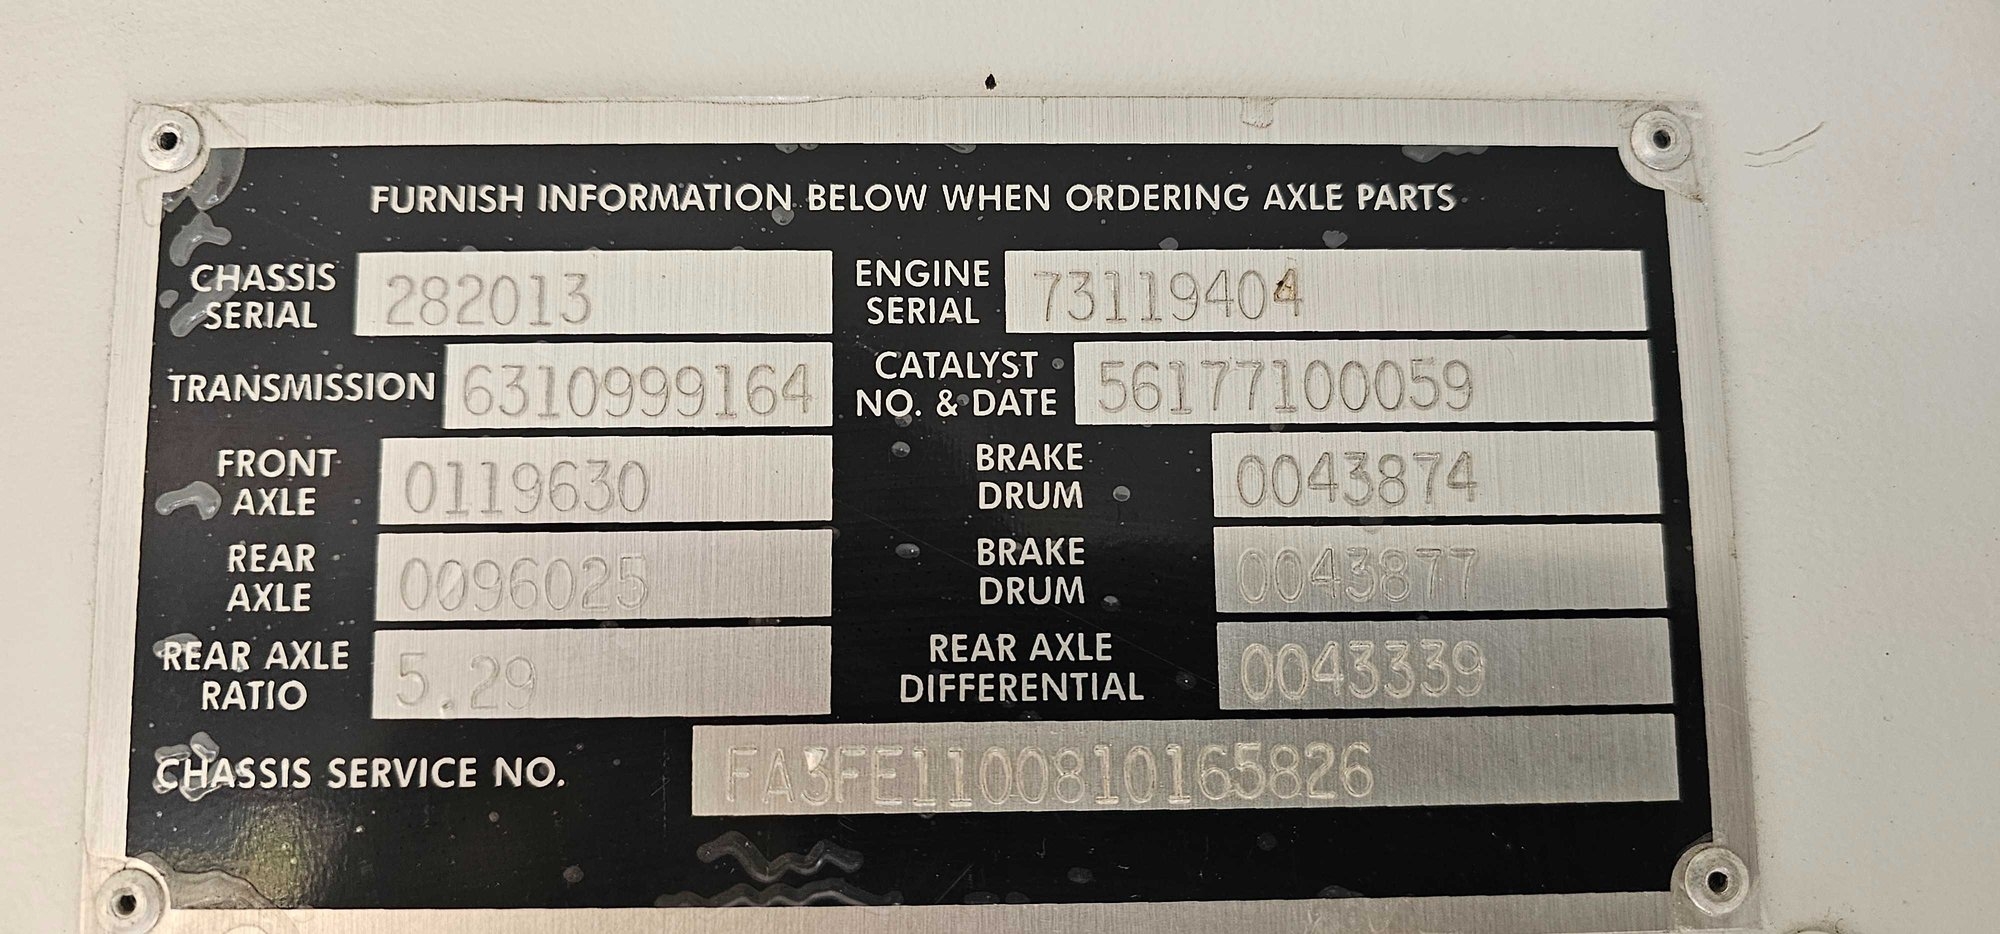 FURNISH INFORMATION BELOW WHEN ORDERING AXLE PARTS
CHASSIS SERIAL 282013
ENGINE SERIAL 73119404
TRANSMISSION 6310999164
CATALYST NO. & DATE 56177100059
FRONT AXLE 0119630
BRAKE DRUM 0043874
REAR AXLE 0096025
BRAKE DRUM 0043877
REAR AXLE RATIO 5.29
REAR AXLE DIFFERENTIAL 0043339
CHASSIS SERVICE NO. FA3FE1100810165826